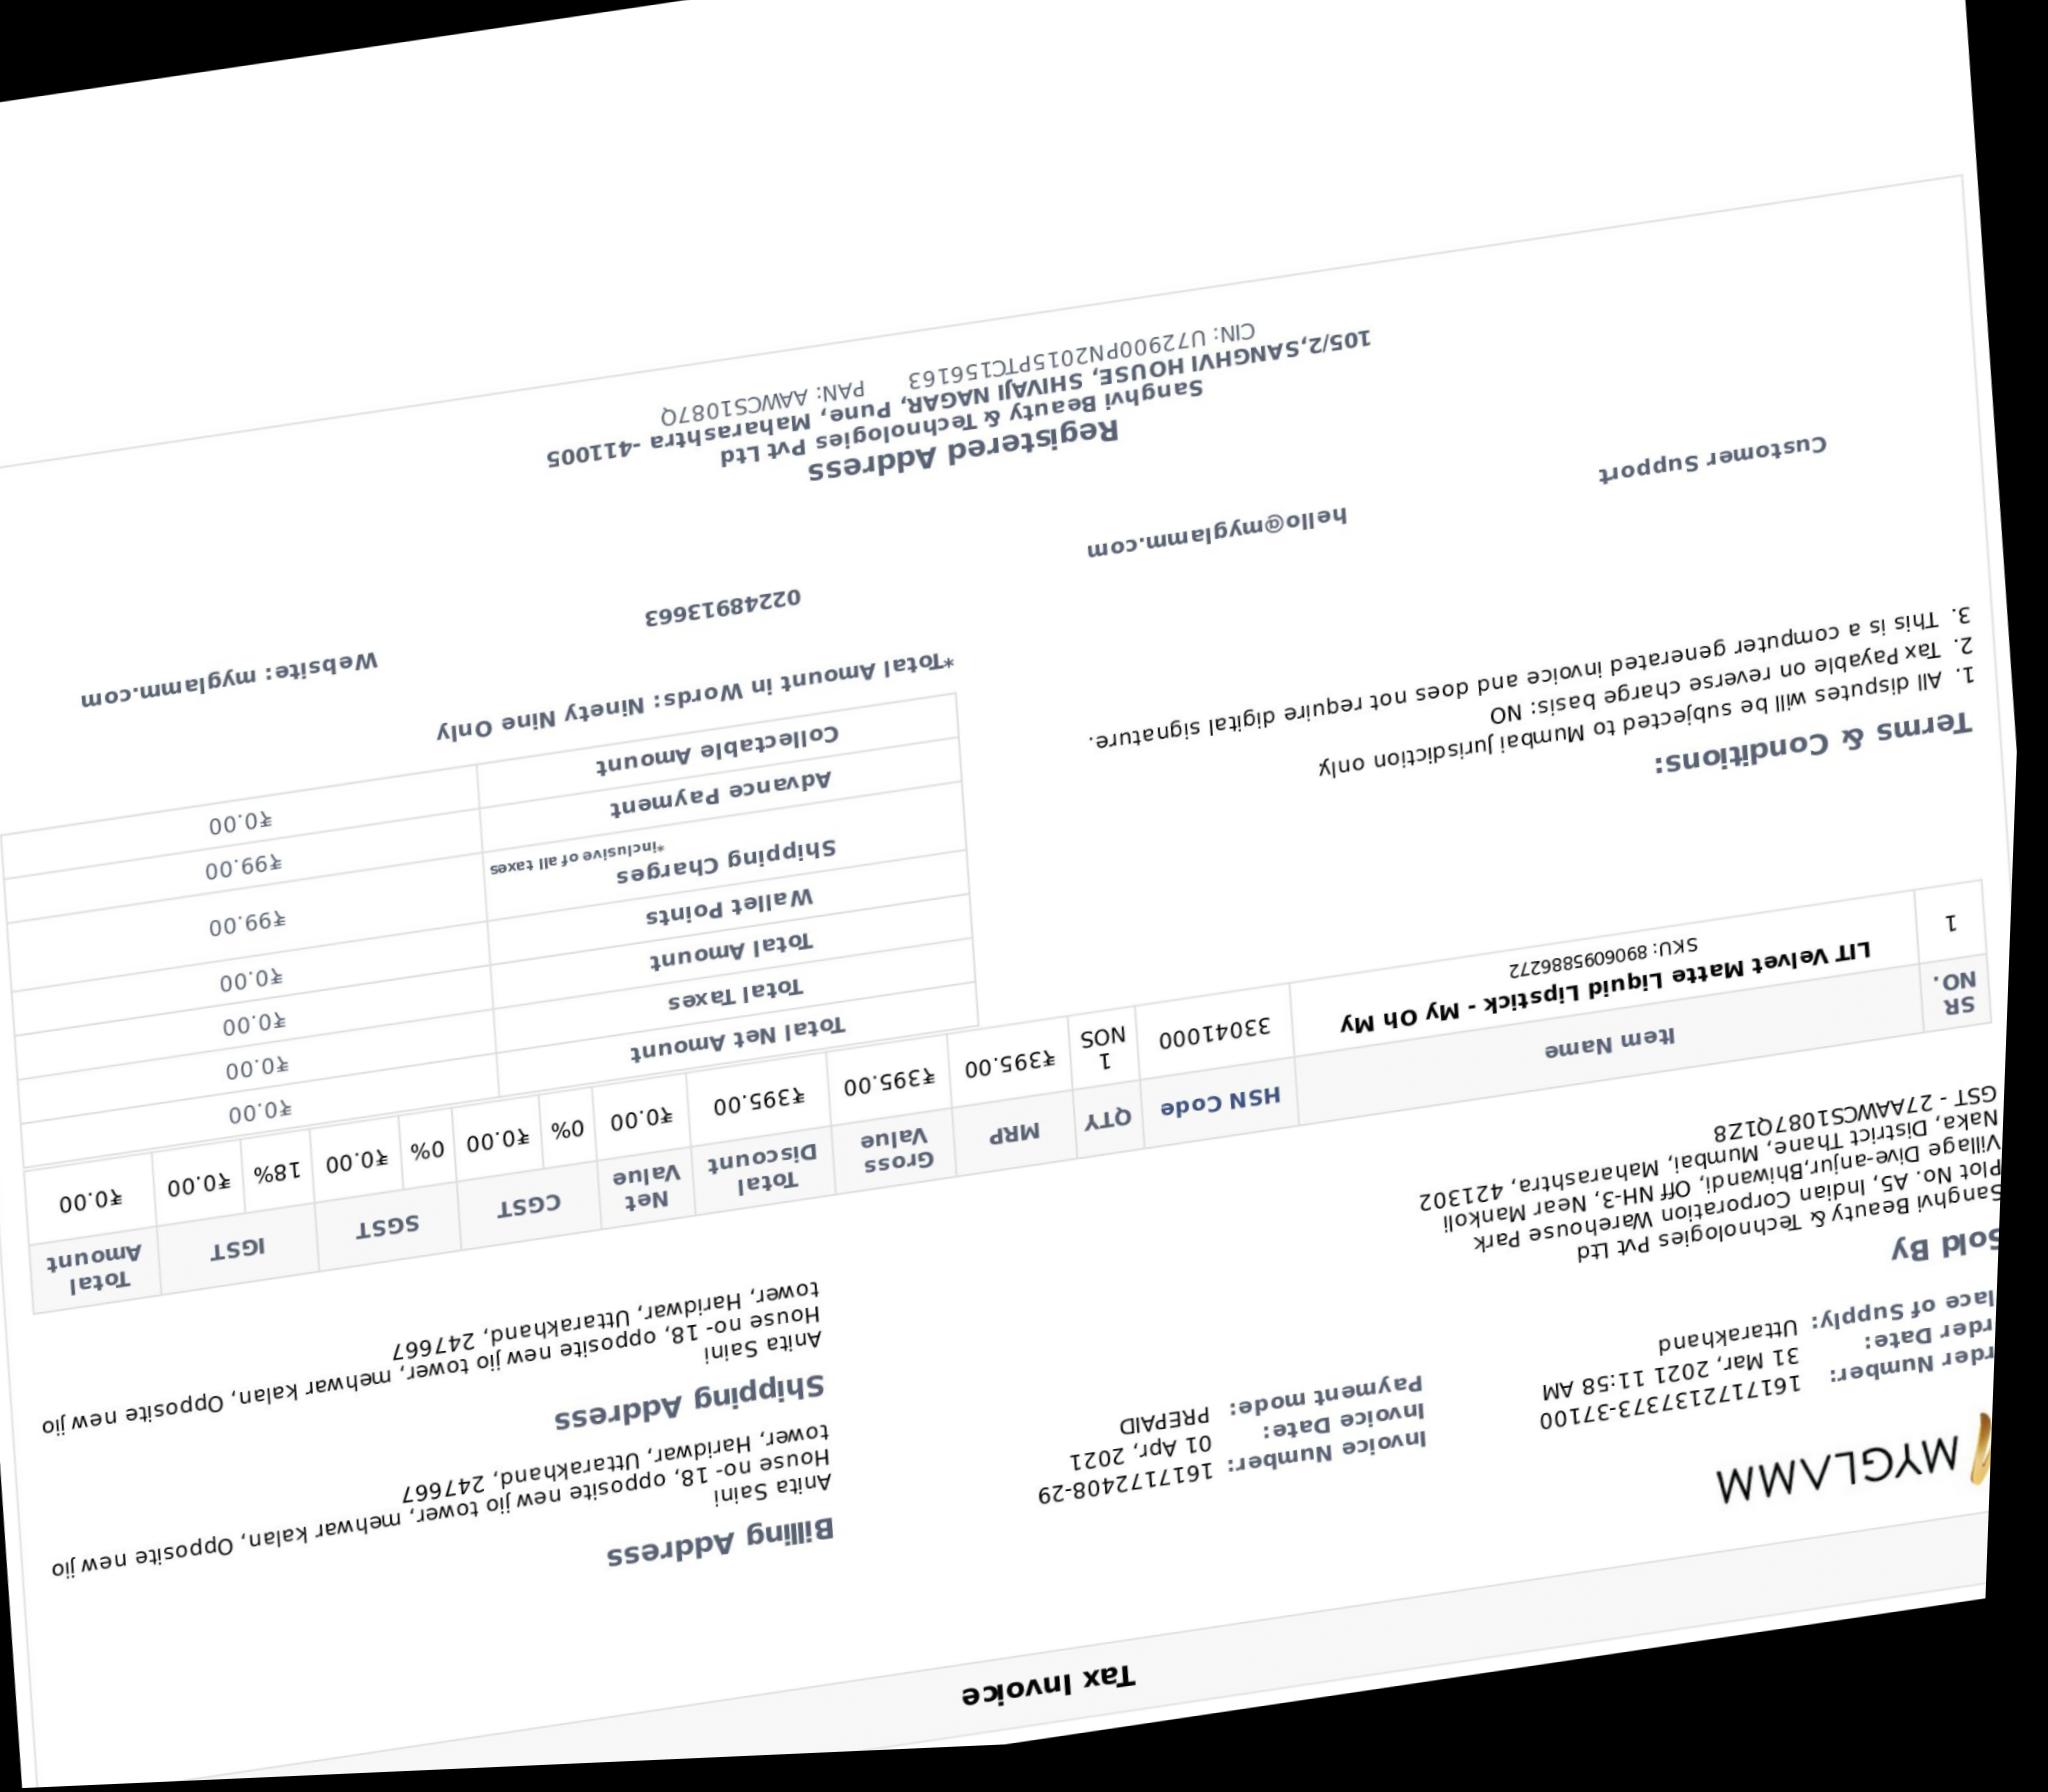 Tax Invoice
MYGLAMM
rder Number: 1617172137373-37100
rder Date: 31 Mar, 2021 11:58 AM
lace of Supply: Uttarakhand
Invoice Number: 1617172408-29
Invoice Date: 01 Apr, 2021
Payment mode: PREPAID
Billing Address
Anita Saini
House no- 18, opposite new jio tower, mehwar kalan, Opposite new jio
tower, Haridwar, Uttarakhand, 247667
Shipping Address
Anita Saini
House no- 18, opposite new jio tower, mehwar kalan, Opposite new jio
tower, Haridwar, Uttarakhand, 247667
Sold By
Sanghvi Beauty & Technologies Pvt Ltd
Plot No. A5, Indian Corporation Warehouse Park
Village Dive-anjur,Bhiwandi, Off NH-3, Near Mankoli
Naka, District Thane, Mumbai, Maharashtra, 421302
GST - 27AAWCS1087Q1Z8
SR NO. Item Name HSN Code QTY MRP Gross Value Total Discount Net Value CGST SGST IGST Total Amount
1 LIT Velvet Matte Liquid Lipstick - My Oh My 33041000 1 NOS ₹395.00 ₹395.00 ₹395.00 ₹0.00 0% ₹0.00 0% ₹0.00 18% ₹0.00 ₹0.00
SKU: 8906095886272
Total Net Amount ₹0.00
Total Taxes ₹0.00
Total Amount ₹0.00
Wallet Points ₹0.00
Shipping Charges *inclusive of all taxes ₹99.00
Advance Payment ₹99.00
Collectable Amount ₹0.00
*Total Amount in Words: Ninety Nine Only
Terms & Conditions:
1. All disputes will be subjected to Mumbai jurisdiction only
2. Tax Payable on reverse charge basis: NO
3. This is a computer generated invoice and does not require digital signature.
Customer Support hello@myglamm.com 02248913663 Website: myglamm.com
Registered Address
Sanghvi Beauty & Technologies Pvt Ltd
105/2,SANGHVI HOUSE, SHIVAJI NAGAR, Pune, Maharashtra -411005
CIN: U72900PN2015PTC156163 PAN: AAWCS1087Q